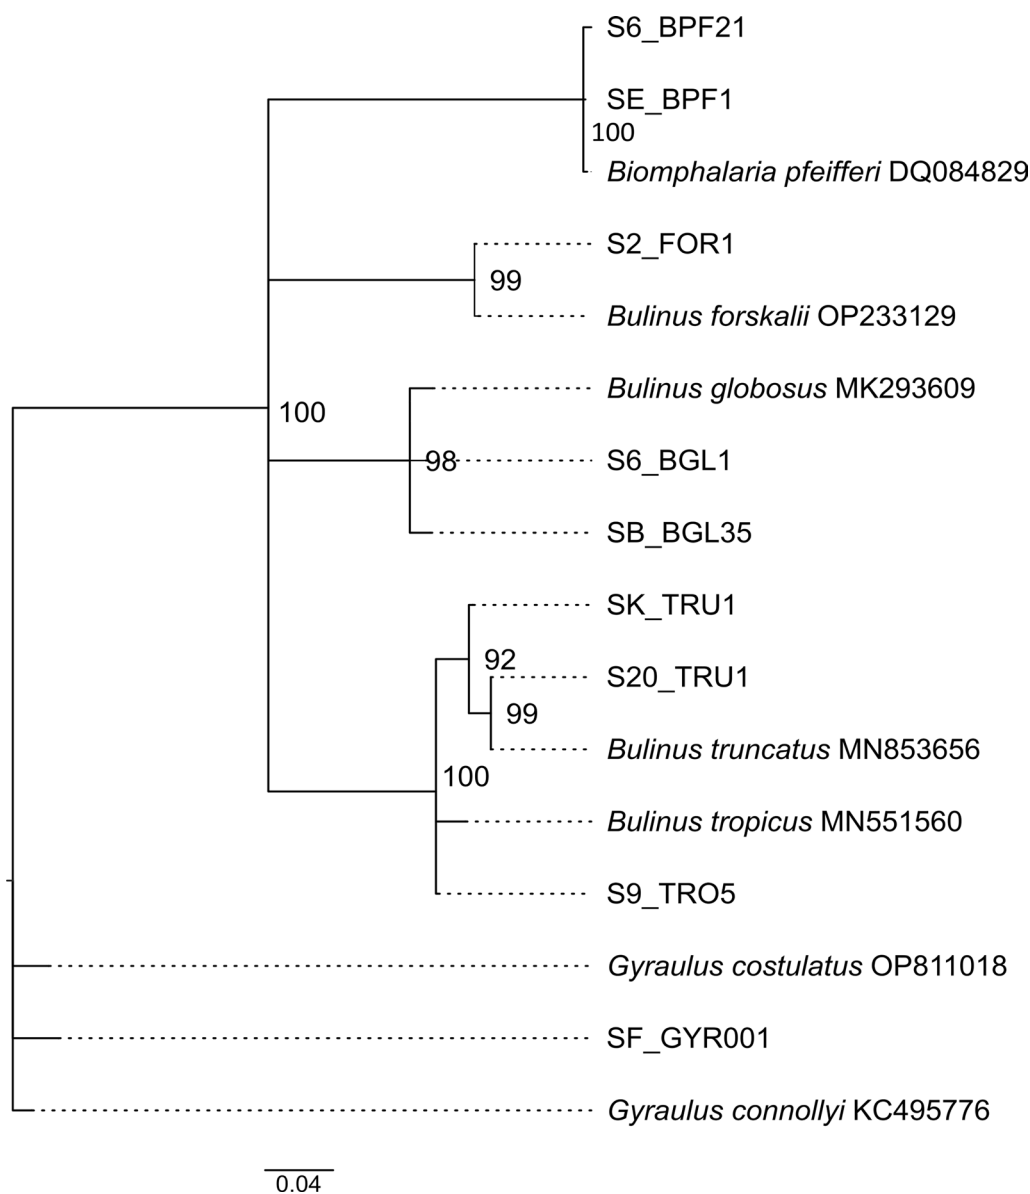 S6_BPF21
SE_BPF1
100
Biomphalaria pfeifferi DQ084829
S2_FOR1
99
Bulinus forskalii OP233129
Bulinus globosus MK293609
100
98
S6_BGL1
SB_BGL35
SK_TRU1
92
S20_TRU1
99
Bulinus truncatus MN853656
100
Bulinus tropicus MN551560
S9_TRO5
Gyraulus costulatus OP811018
SF_GYR001
Gyraulus connollyi KC495776
0.04